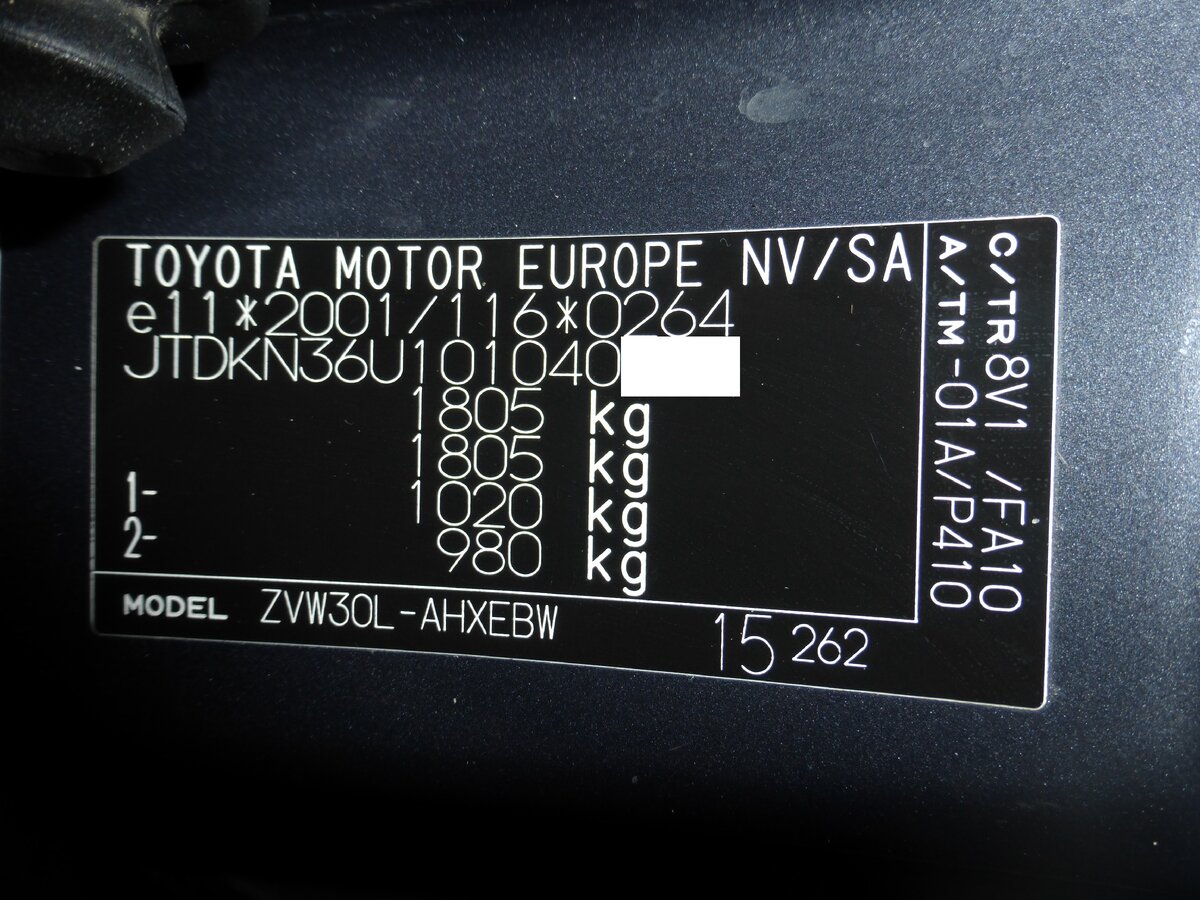 TOYOTA MOTOR EUROPE NV/SA
e11*2001/116*0264
JTDKN36U101040
1805 kg
1805 kg
1- 1020 kg
2- 980 kg
MODEL ZVW30L-AHXEBW
15 262
C/TR 8V1 /FA10
A/TM -01A/P410